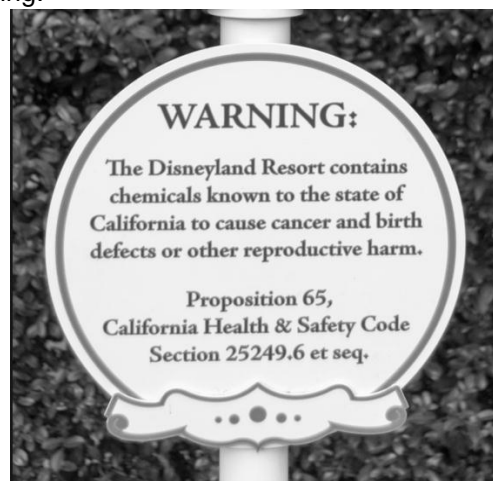 WARNING:
The Disneyland Resort contains
chemicals known to the state of
California to cause cancer and birth
defects or other reproductive harm.
Proposition 65,
California Health & Safety Code
Section 25249.6 et seq.